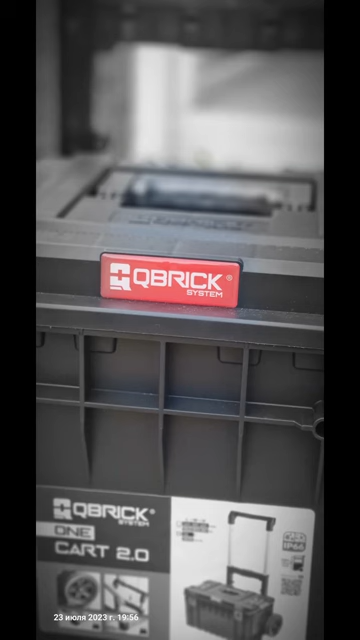 QBRICK®
SYSTEM
QBRICK®
SYSTEM
ONE
CART 2.0
IP66
23 июля 2023 г. 19:56